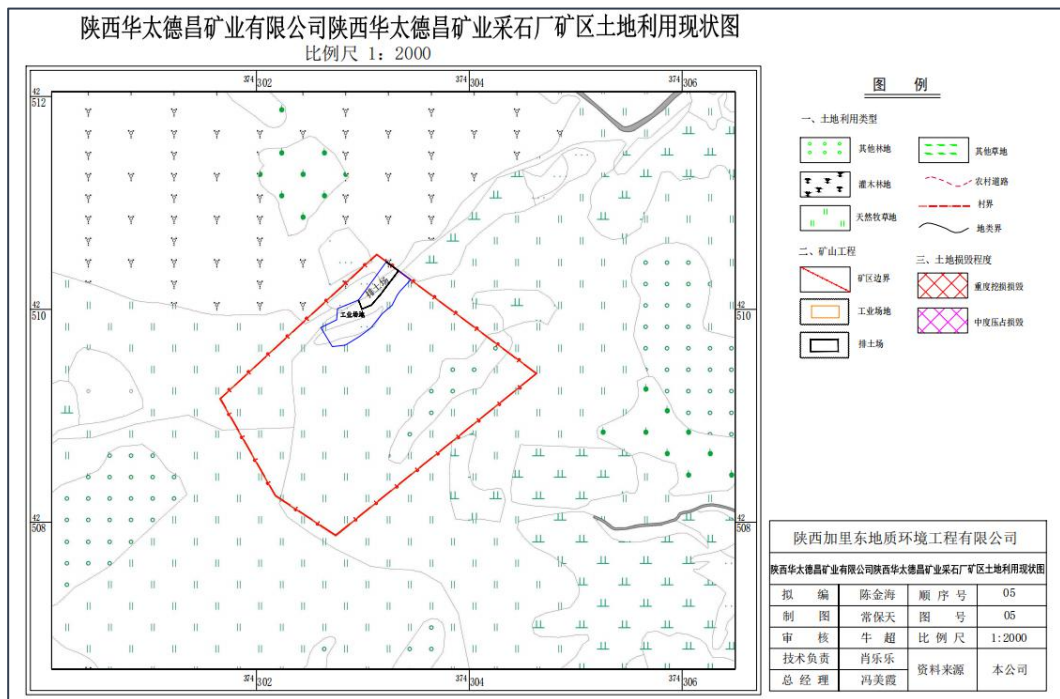 陕西华太德昌矿业有限公司陕西华太德昌矿业采石厂矿区土地利用现状图
比例尺 1: 2000
374 302
374 304
374 306
42 512
42
510
510
42 508
42 508
374 302
374 304
374 306
排土场
工业场地
图 例
一、土地利用类型
其他林地
其他草地
灌木林地
农村道路
村界
天然牧草地
地类界
二、矿山工程
三、土地损毁程度
矿区边界
重度挖损损毁
工业场地
中度压占损毁
排土场
陕西加里东地质环境工程有限公司
陕西华太德昌矿业有限公司陕西华太德昌矿业采石厂矿区土地利用现状图
拟 编 陈金海 顺 序 号 05
制 图 常保天 图 号 05
审 核 牛 超 比 例 尺 1:2000
技术负责 肖乐乐 资料来源 本公司
总 经 理 冯美霞